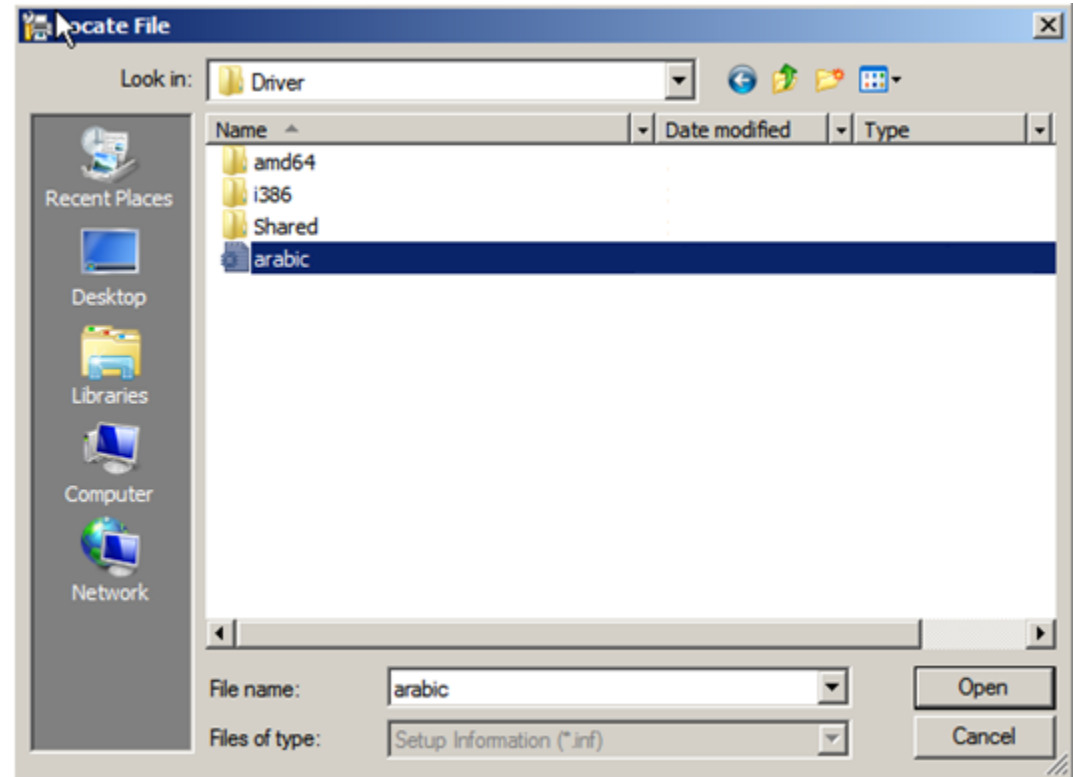 Locate File
Look in: Driver
Name Date modified Type
amd64
i386
Shared
arabic
Recent Places
Desktop
Libraries
Computer
Network
File name: arabic Open
Files of type: Setup Information (*.inf) Cancel